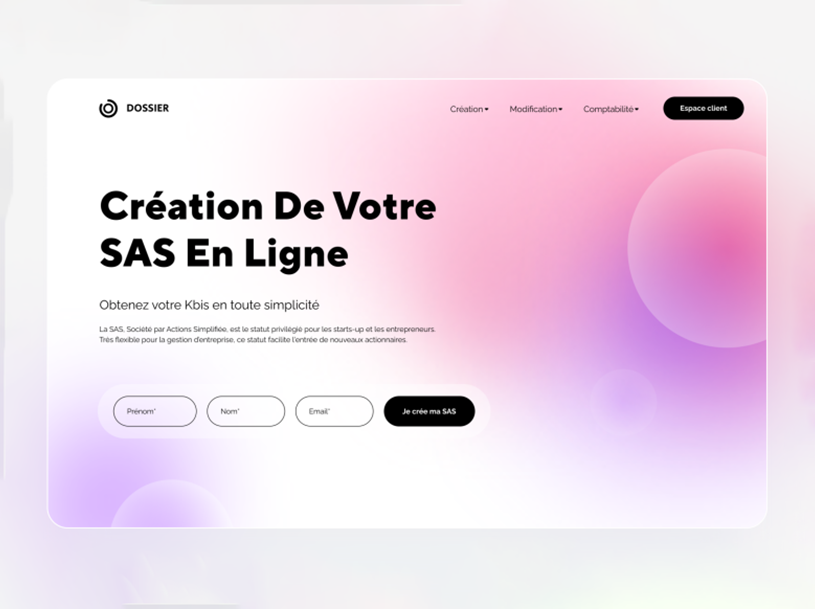 DOSSIER
Création
Modification
Comptabilité
Espace client
Création De Votre
SAS En Ligne
Obtenez votre Kbis en toute simplicité
La SAS, Société par Actions Simplifiée, est le statut privilégié pour les starts-up et les entrepreneurs.
Très flexible pour la gestion d'entreprise, ce statut facilite l'entrée de nouveaux actionnaires.
Prénom*
Nom*
Email*
Je crée ma SAS